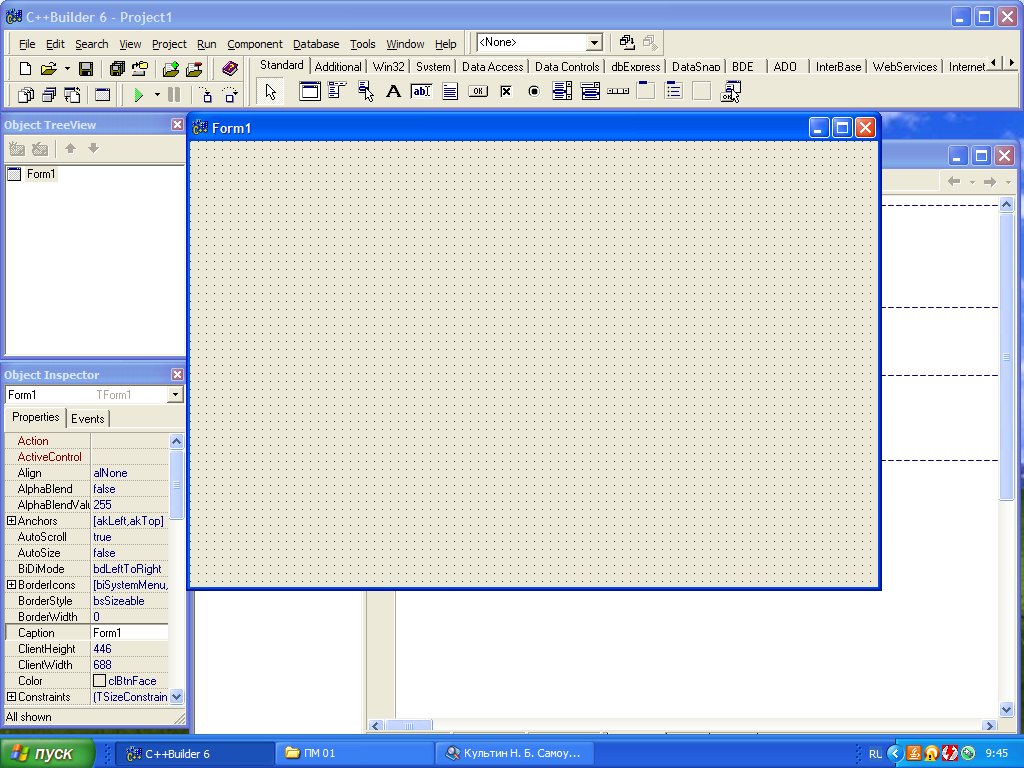 C++Builder 6 - Project1
File Edit Search View Project Run Component Database Tools Window Help <None>
Standard Additional Win32 System Data Access Data Controls dbExpress DataSnap BDE ADO InterBase WebServices Internet
Object TreeView
Form1
Form1
Object Inspector
Form1 TForm1
Properties Events
Action
ActiveControl
Align alNone
AlphaBlend false
AlphaBlendValu 255
Anchors [akLeft,akTop]
AutoScroll true
AutoSize false
BiDiMode bdLeftToRight
BorderIcons [biSystemMenu,
BorderStyle bsSizeable
BorderWidth 0
Caption Form1
ClientHeight 446
ClientWidth 688
Color clBtnFace
Constraints (TSizeConstrain
All shown
пуск C++Builder 6 ПМ 01 Культин Н. Б. Самоу... RL 9:45